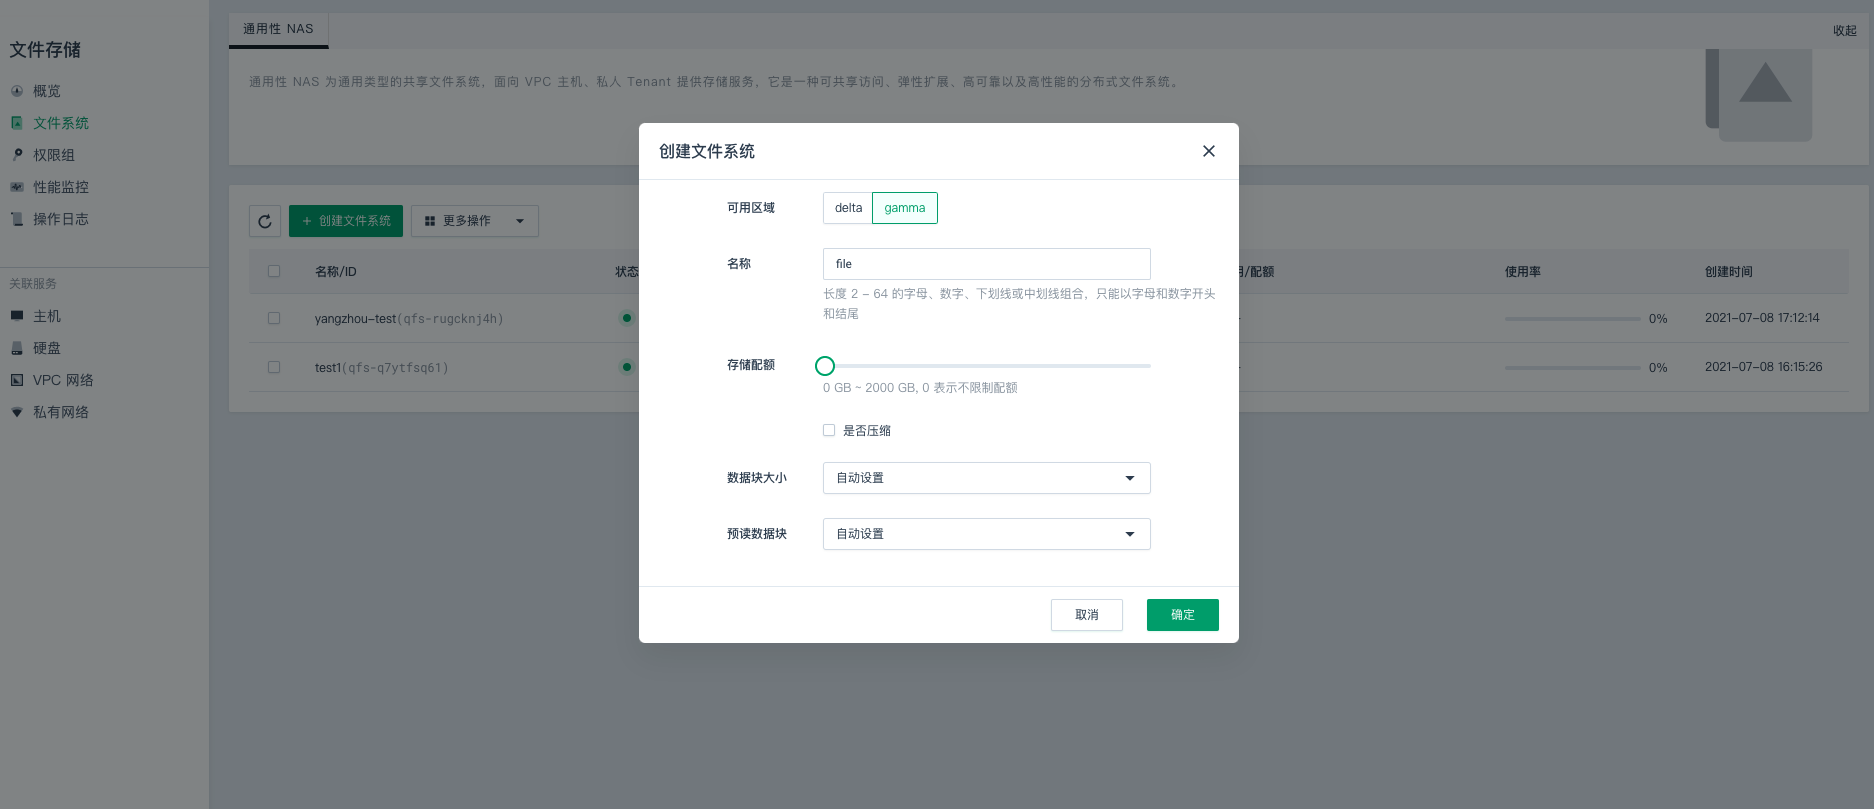 文件存储
概览
文件系统
权限组
性能监控
操作日志
关联服务
主机
硬盘
VPC 网络
私有网络
通用性 NAS
收起
通用性 NAS 为通用类型的共享文件系统，面向 VPC 主机、私人 Tenant 提供存储服务，它是一种可共享访问、弹性扩展、高可靠以及高性能的分布式文件系统。
+ 创建文件系统
更多操作
名称/ID
状态
/配额
使用率
创建时间
yangzhou-test(qfs-rugcknj4h)
0%
2021-07-08 17:12:14
test1(qfs-q7ytfsq61)
0%
2021-07-08 16:15:26
创建文件系统
可用区域
delta
gamma
名称
file
长度 2 - 64 的字母、数字、下划线或中划线组合，只能以字母和数字开头
和结尾
存储配额
0 GB ~ 2000 GB, 0 表示不限制配额
是否压缩
数据块大小
自动设置
预读数据块
自动设置
取消
确定